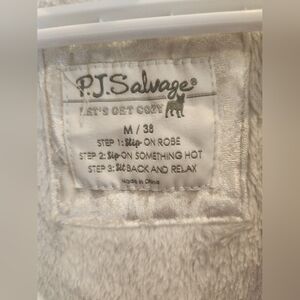 P.J.Salvage®
LET'S GET COZY
M / 38
STEP 1: Slip ON ROBE
STEP 2: Sip ON SOMETHING HOT
STEP 3: Sit BACK AND RELAX
Made in China